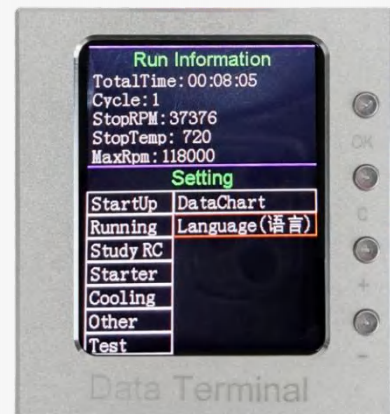 Run Information
TotalTime:00:08:05
Cycle:1
StopRPM:37376
StopTemp: 720
MaxRpm:118000
Setting
StartUp DataChart
Running Language(语言)
Study RC
Starter
Cooling
Other
Test
OK
C
+
-
Data Terminal